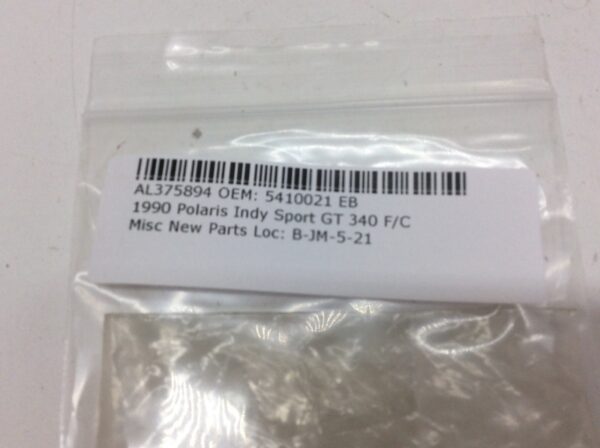 AL375894 OEM: 5410021 EB
1990 Polaris Indy Sport GT 340 F/C
Misc New Parts Loc: B-JM-5-21